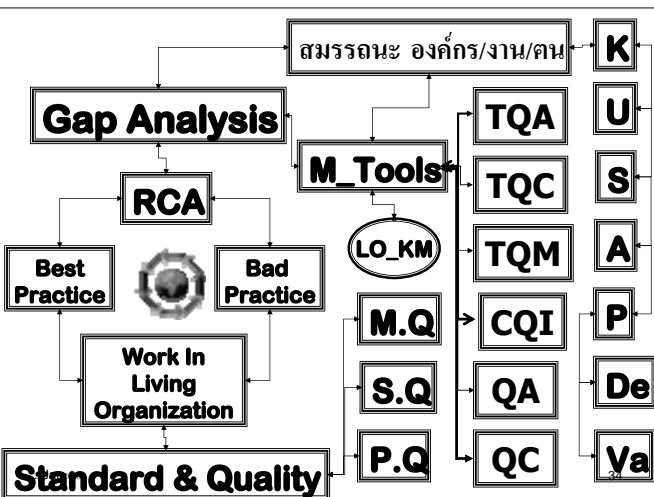 สมรรถนะ องค์กร/งาน/ตน
K
Gap Analysis
TQA
U
M_Tools
TQC
S
RCA
LO_KM
TQM
A
Best
Practice
Bad
Practice
M.Q
CQI
P
Work In
Living
Organization
S.Q
QA
De
Standard & Quality
P.Q
QC
Va
34